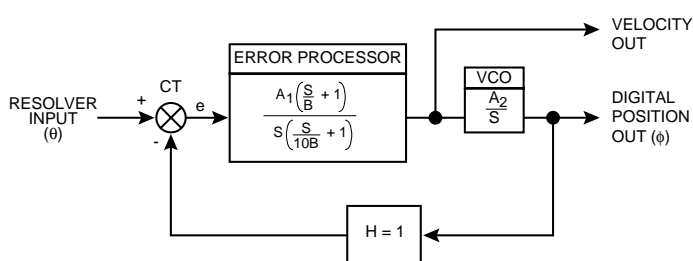 VELOCITY
OUT
ERROR PROCESSOR
CT
VCO
RESOLVER
INPUT
(θ)
+
-
e
A1(S/B + 1)
S(S/10B + 1)
A2
S
DIGITAL
POSITION
OUT (ϕ)
H = 1